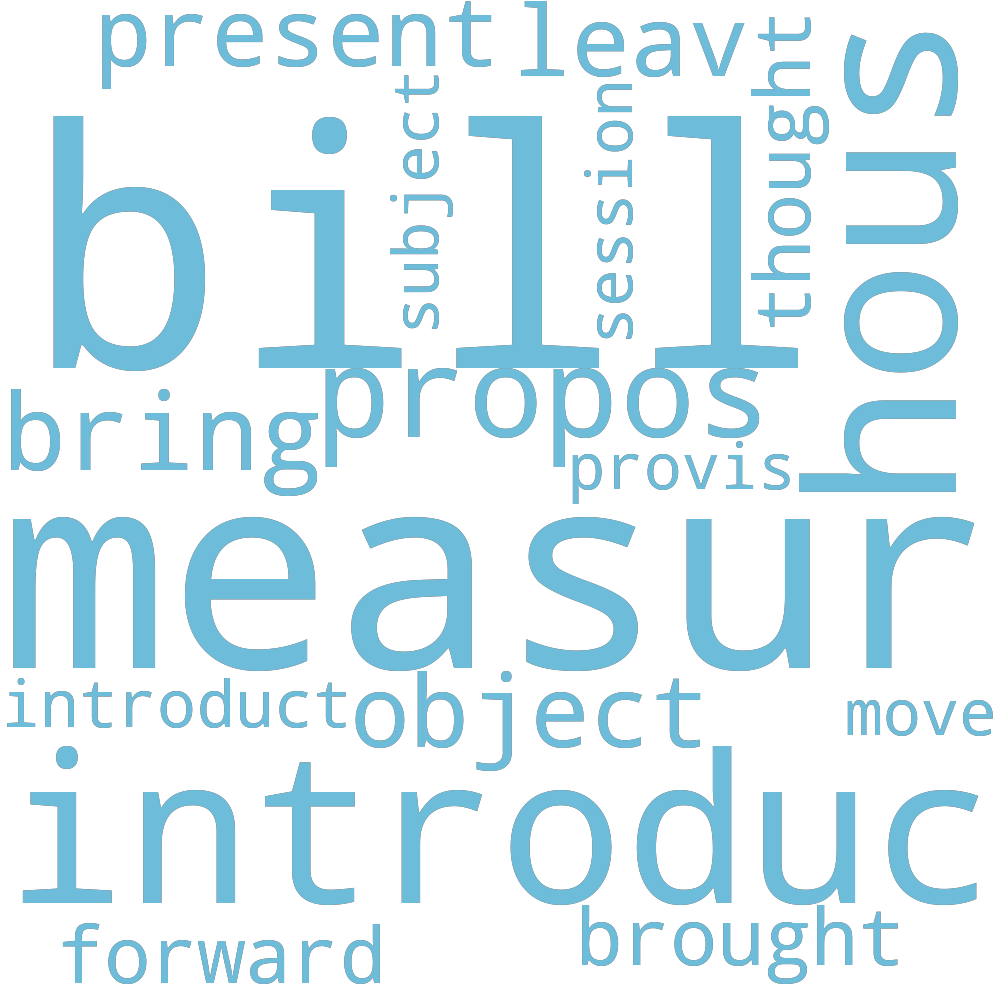 present
leav
subject
session
thought
hous
bill
bring
propos
provis
measur
introduct
object
move
introduc
forward
brought